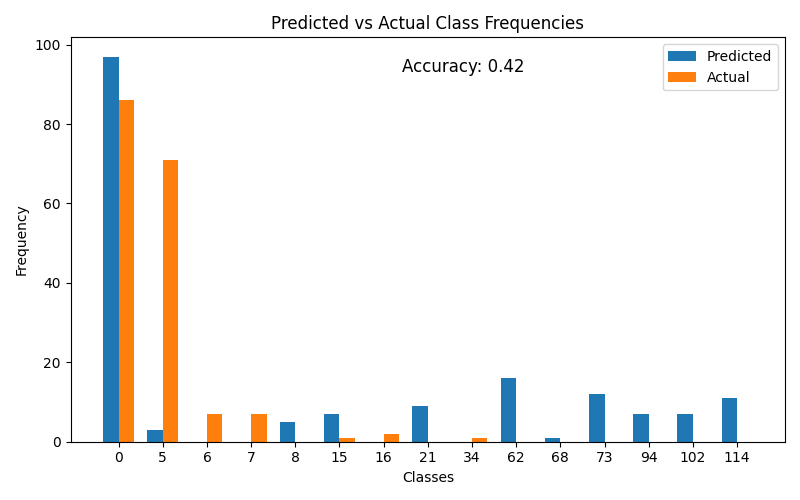 Predicted vs Actual Class Frequencies
Accuracy: 0.42
Predicted
Actual
Frequency
100
80
60
40
20
0
0 5 6 7 8 15 16 21 34 62 68 73 94 102 114
Classes